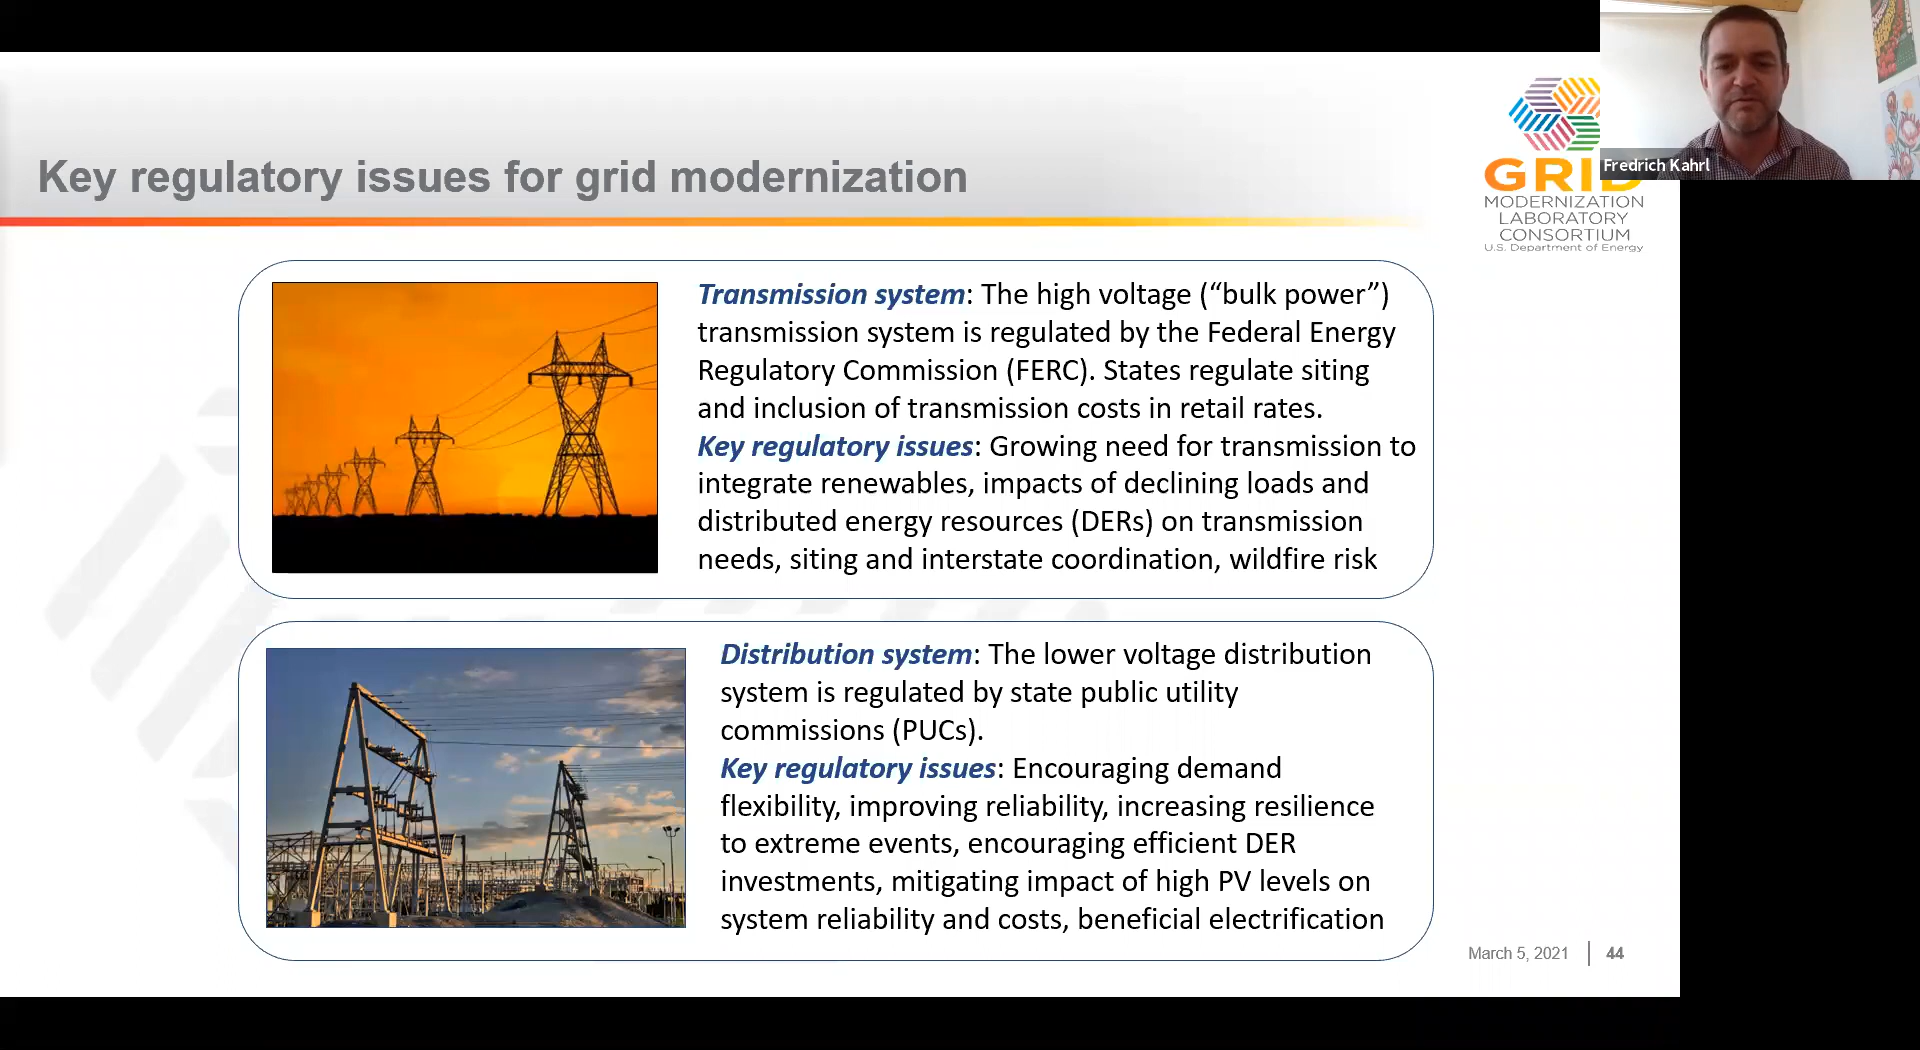 Key regulatory issues for grid modernization
Fredrich Kahrl
GRID
MODERNIZATION
LABORATORY
CONSORTIUM
U.S. Department of Energy
Transmission system: The high voltage (“bulk power”)
transmission system is regulated by the Federal Energy
Regulatory Commission (FERC). States regulate siting
and inclusion of transmission costs in retail rates.
Key regulatory issues: Growing need for transmission to
integrate renewables, impacts of declining loads and
distributed energy resources (DERs) on transmission
needs, siting and interstate coordination, wildfire risk
Distribution system: The lower voltage distribution
system is regulated by state public utility
commissions (PUCs).
Key regulatory issues: Encouraging demand
flexibility, improving reliability, increasing resilience
to extreme events, encouraging efficient DER
investments, mitigating impact of high PV levels on
system reliability and costs, beneficial electrification
March 5, 2021 44